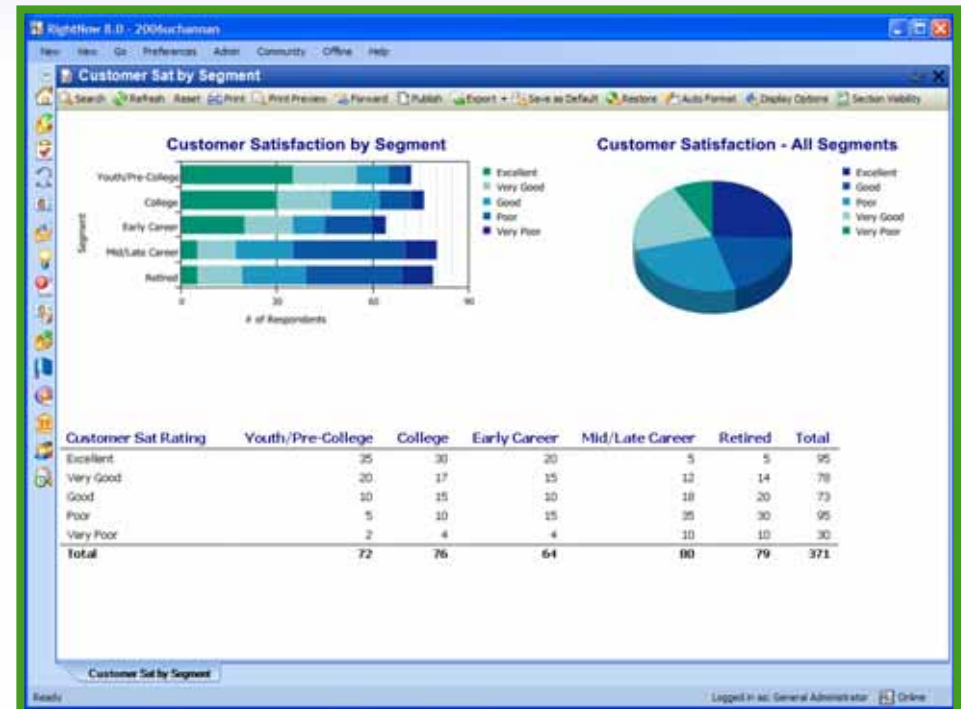 RightNow 8.0 - 2006uchannan
New View Go Preferences Admin Community Offline Help
Customer Sat by Segment
Search Refresh Reset Print Print Preview Forward Publish Export Save as Default Restore Auto Format Display Options Section Visibility
Customer Satisfaction by Segment
Segment
Youth/Pre-College
College
Early Career
Mid/Late Career
Retired
0 30 60 90
# of Respondents
Excellent
Very Good
Good
Poor
Very Poor
Customer Satisfaction - All Segments
Excellent
Good
Poor
Very Good
Very Poor
Customer Sat Rating Youth/Pre-College College Early Career Mid/Late Career Retired Total
Excellent 35 30 20 5 5 95
Very Good 20 17 15 12 14 78
Good 10 15 10 18 20 73
Poor 5 10 15 35 30 95
Very Poor 2 4 4 10 10 30
Total 72 76 64 80 79 371
Customer Sat by Segment
Ready
Logged in as: General Administrator Online